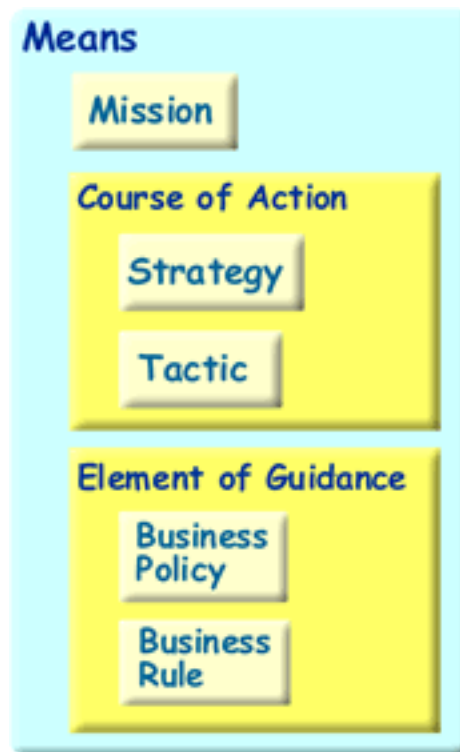 Means
Mission
Course of Action
Strategy
Tactic
Element of Guidance
Business
Policy
Business
Rule